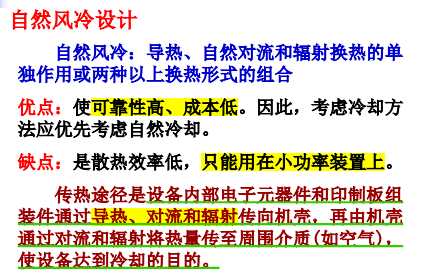 自然风冷设计
自然风冷：导热、自然对流和辐射换热的单
独作用或两种以上换热形式的组合
优点：使可靠性高、成本低。因此，考虑冷却方
法应优先考虑自然冷却。
缺点：是散热效率低，只能用在小功率装置上。
传热途径是设备内部电子元器件和印制板组
装件通过导热、对流和辐射传向机壳，再由机壳
通过对流和辐射将热量传至周围介质(如空气)，
使设备达到冷却的目的。